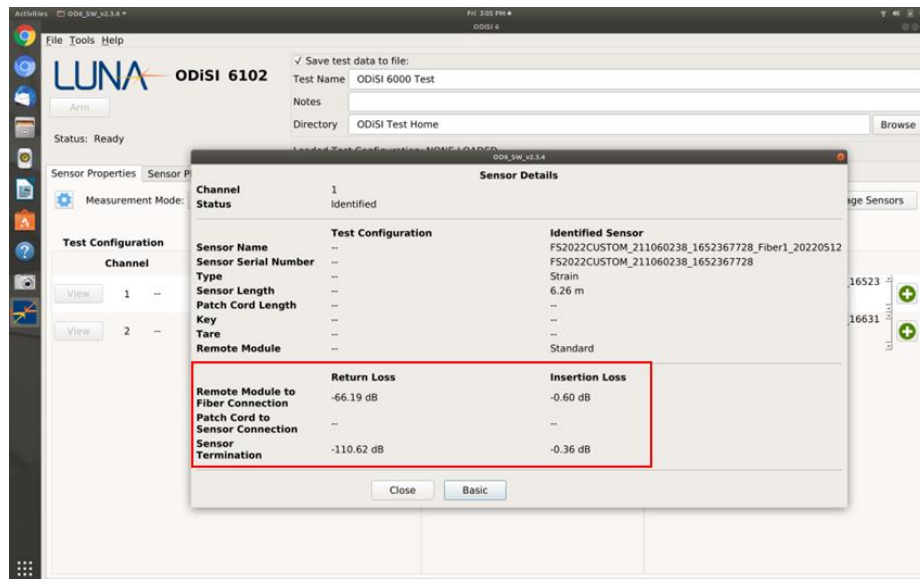 Activities OD6_SW_v2.3.4 Fri 3:05 PM
ODISI 6
File Tools Help
LUNA ODiSI 6102
Arm
Status: Ready
√ Save test data to file:
Test Name ODiSI 6000 Test
Notes
Directory ODiSI Test Home Browse
Sensor Properties Sensor
Measurement Mode:
Sensors
Test Configuration
Channel
View 1 --
View 2 --
_16523
_16631
OD6_SW_v2.3.4
Sensor Details
Channel 1
Status Identified
Test Configuration Identified Sensor
Sensor Name -- FS2022CUSTOM_211060238_1652367728_Fiber1_20220512
Sensor Serial Number -- FS2022CUSTOM_211060238_1652367728
Type -- Strain
Sensor Length -- 6.26 m
Patch Cord Length -- --
Key -- --
Tare -- --
Remote Module -- Standard
Return Loss Insertion Loss
Remote Module to
Fiber Connection -66.19 dB -0.60 dB
Patch Cord to
Sensor Connection -- --
Sensor
Termination -110.62 dB -0.36 dB
Close Basic